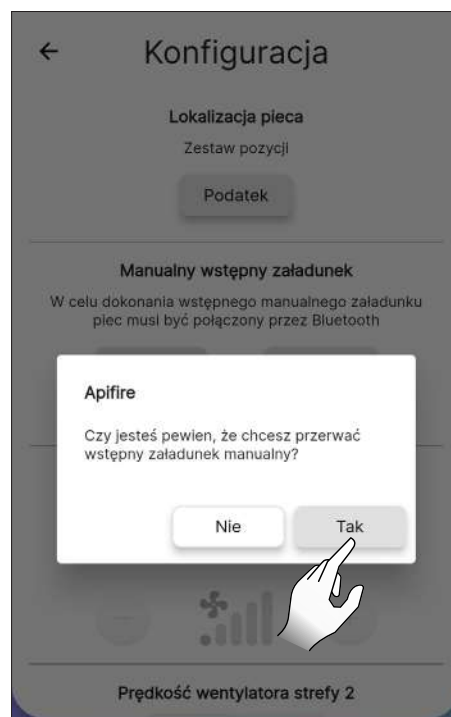 Konfiguracja
Lokalizacja pieca
Zestaw pozycji
Podatek
Manualny wstępny załadunek
W celu dokonania wstępnego manualnego załadunku
piec musi być połączony przez Bluetooth
Apifire
Czy jesteś pewien, że chcesz przerwać
wstępny załadunek manualny?
Nie Tak
Prędkość wentylatora strefy 2